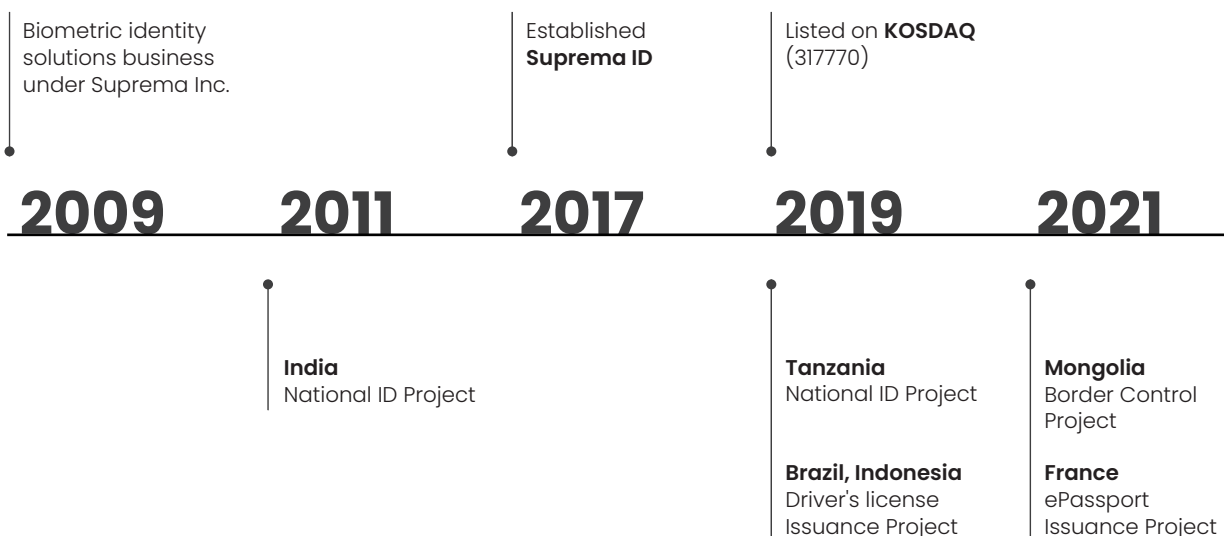 Biometric identity
solutions business
under Suprema Inc.
Established
Suprema ID
Listed on KOSDAQ
(317770)
2009
2011
2017
2019
2021
India
National ID Project
Tanzania
National ID Project
Brazil, Indonesia
Driver's license
Issuance Project
Mongolia
Border Control
Project
France
ePassport
Issuance Project